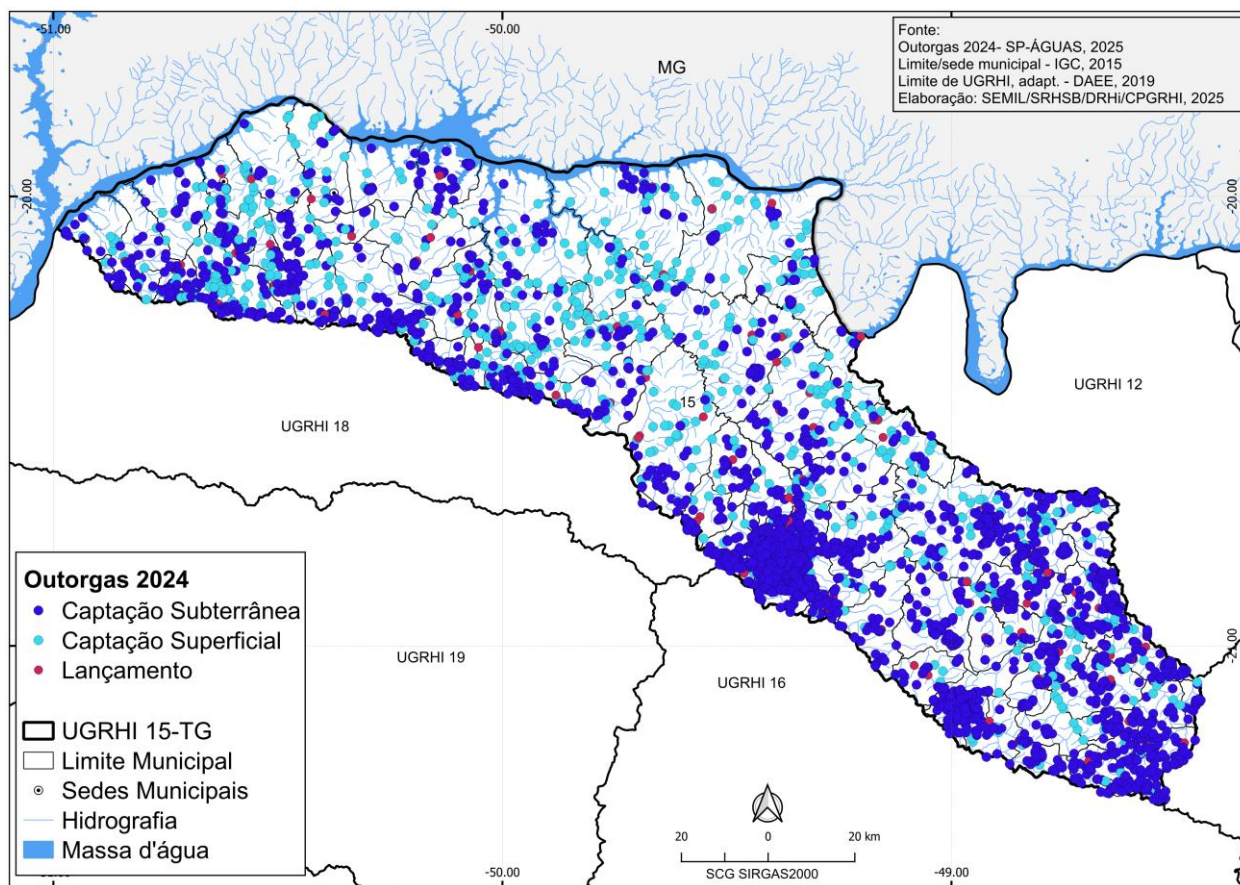 -51.00
-50.00
Fonte:
Outorgas 2024- SP-ÁGUAS, 2025
Limite/sede municipal - IGC, 2015
Limite de UGRHI, adapt. - DAEE, 2019
Elaboração: SEMIL/SRHSB/DRHi/CPGRHI, 2025
MG
-20.00
-20.00
UGRHI 12
15
UGRHI 18
Outorgas 2024
Captação Subterrânea
Captação Superficial
Lançamento
UGRHI 15-TG
Limite Municipal
Sedes Municipais
Hidrografia
Massa d'água
UGRHI 19
UGRHI 16
20 0 20 km
SCG SIRGAS2000
-50.00
-49.00